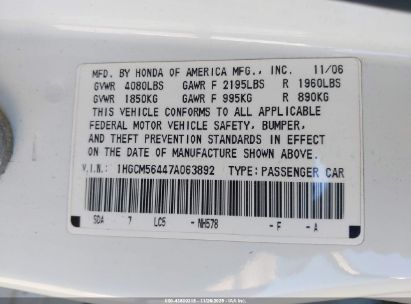 MFD. BY HONDA OF AMERICA MFG., INC. 11/06
GVWR 4080LBS GAWR F 2195LBS R 1960LBS
GVWR 1850KG GAWR F 995KG R 890KG
THIS VEHICLE CONFORMS TO ALL APPLICABLE
FEDERAL MOTOR VEHICLE SAFETY, BUMPER,
AND THEFT PREVENTION STANDARDS IN EFFECT
ON THE DATE OF MANUFACTURE SHOWN ABOVE.
V.I.N.: 1HGCM56447A063892 TYPE: PASSENGER CAR
SDA 7 LC5 -NH578 -F -A